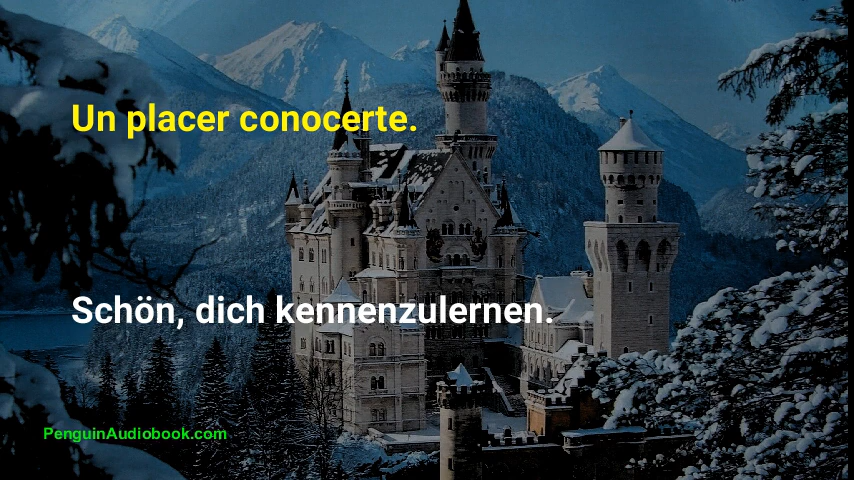 Un placer conocerte.
Schön, dich kennenzulernen.
PenguinAudiobook.com